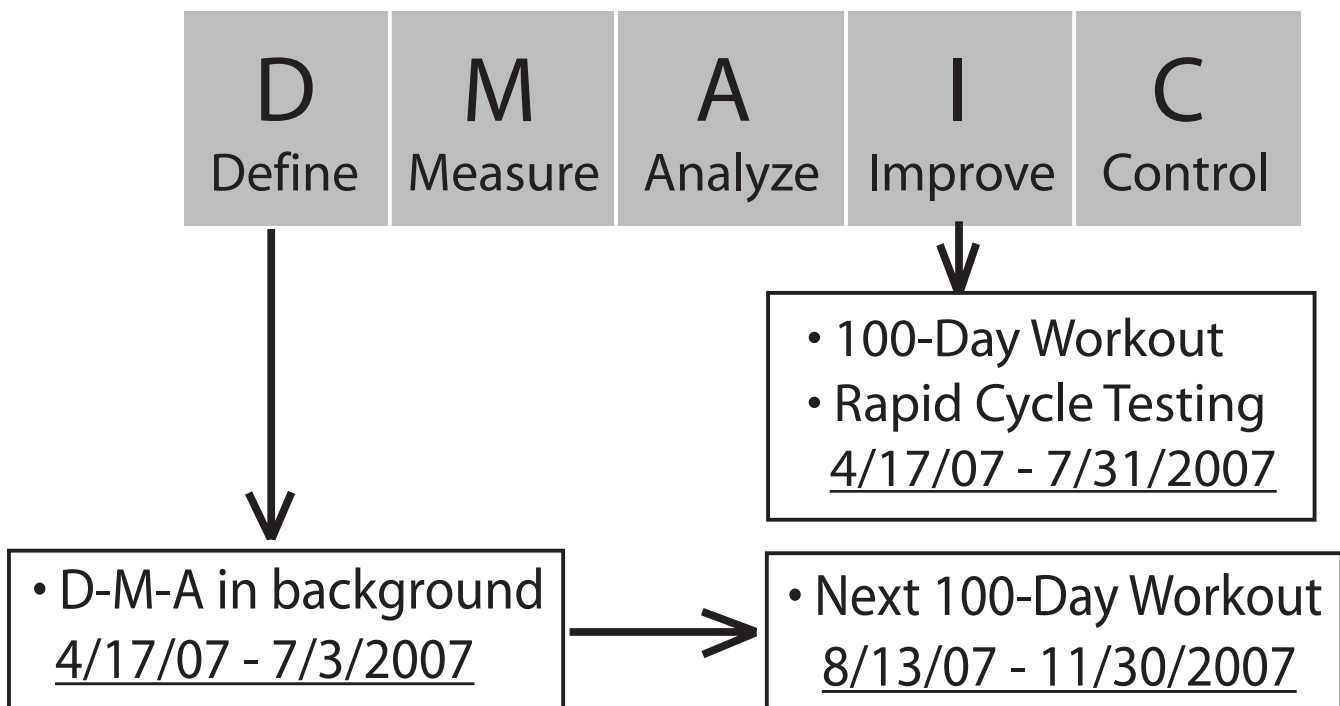 D M A I C
Define Measure Analyze Improve Control
• 100-Day Workout
• Rapid Cycle Testing
4/17/07 - 7/31/2007
• D-M-A in background
4/17/07 - 7/3/2007
• Next 100-Day Workout
8/13/07 - 11/30/2007